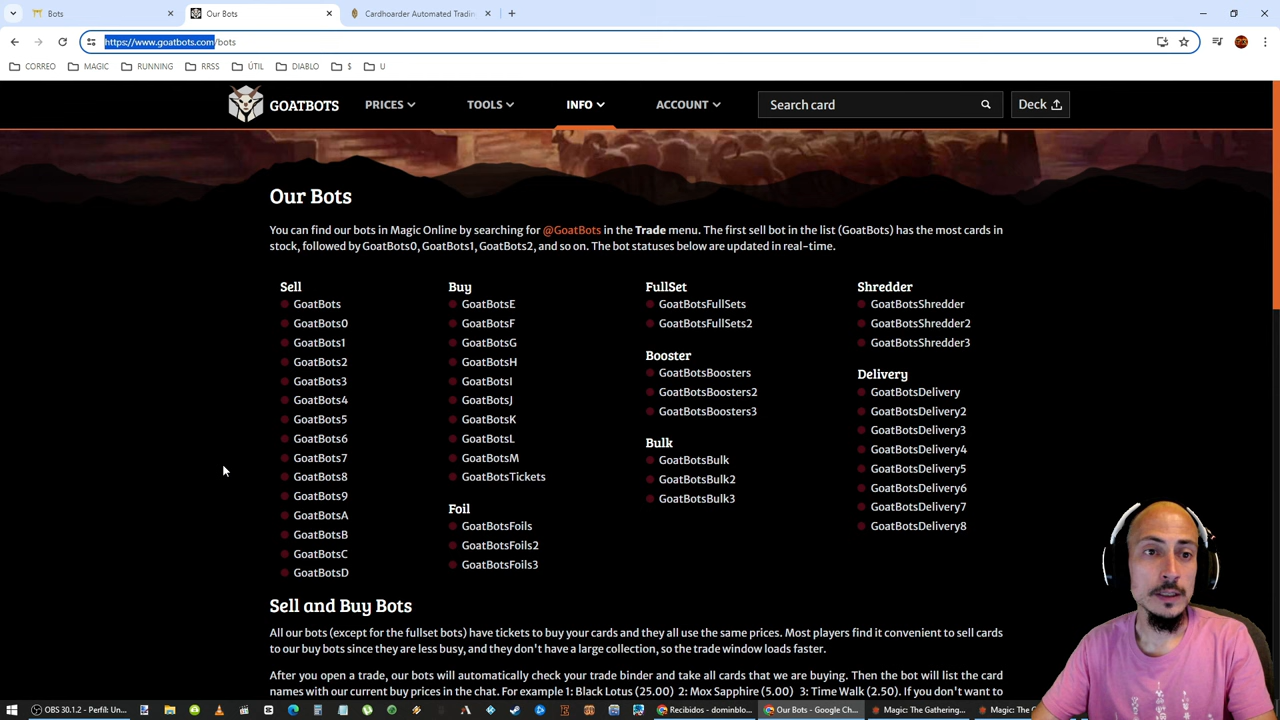 Bots
Our Bots
Cardhoarder Automated Tradin
https://www.goatbots.com/bots
CORREO
MAGIC
RUNNING
RRSS
ÚTIL
DIABLO
$
U
GOATBOTS
PRICES
TOOLS
INFO
ACCOUNT
Search card
Deck
Our Bots
You can find our bots in Magic Online by searching for @GoatBots in the Trade menu. The first sell bot in the list (GoatBots) has the most cards in
stock, followed by GoatBots0, GoatBots1, GoatBots2, and so on. The bot statuses below are updated in real-time.
Sell
GoatBots
GoatBots0
GoatBots1
GoatBots2
GoatBots3
GoatBots4
GoatBots5
GoatBots6
GoatBots7
GoatBots8
GoatBots9
GoatBotsA
GoatBotsB
GoatBotsC
GoatBotsD
Buy
GoatBotsE
GoatBotsF
GoatBotsG
GoatBotsH
GoatBotsI
GoatBotsJ
GoatBotsK
GoatBotsL
GoatBotsM
GoatBotsTickets
Foil
GoatBotsFoils
GoatBotsFoils2
GoatBotsFoils3
FullSet
GoatBotsFullSets
GoatBotsFullSets2
Booster
GoatBotsBoosters
GoatBotsBoosters2
GoatBotsBoosters3
Bulk
GoatBotsBulk
GoatBotsBulk2
GoatBotsBulk3
Shredder
GoatBotsShredder
GoatBotsShredder2
GoatBotsShredder3
Delivery
GoatBotsDelivery
GoatBotsDelivery2
GoatBotsDelivery3
GoatBotsDelivery4
GoatBotsDelivery5
GoatBotsDelivery6
GoatBotsDelivery7
GoatBotsDelivery8
Sell and Buy Bots
All our bots (except for the fullset bots) have tickets to buy your cards and they all use the same prices. Most players find it convenient to sell cards
to our buy bots since they are less busy, and they don't have a large collection, so the trade window loads faster.
After you open a trade, our bots will automatically check your trade binder and take all cards that we are buying. Then the bot will list the card
names with our current buy prices in the chat. For example 1: Black Lotus (25.00) 2: Mox Sapphire (5.00) 3: Time Walk (2.50). If you don't want to
OBS 30.1.2 - Perfil: Un...
Recibidos - dominblo...
Our Bots - Google Ch...
Magic: The Gathering...
Magic: The G